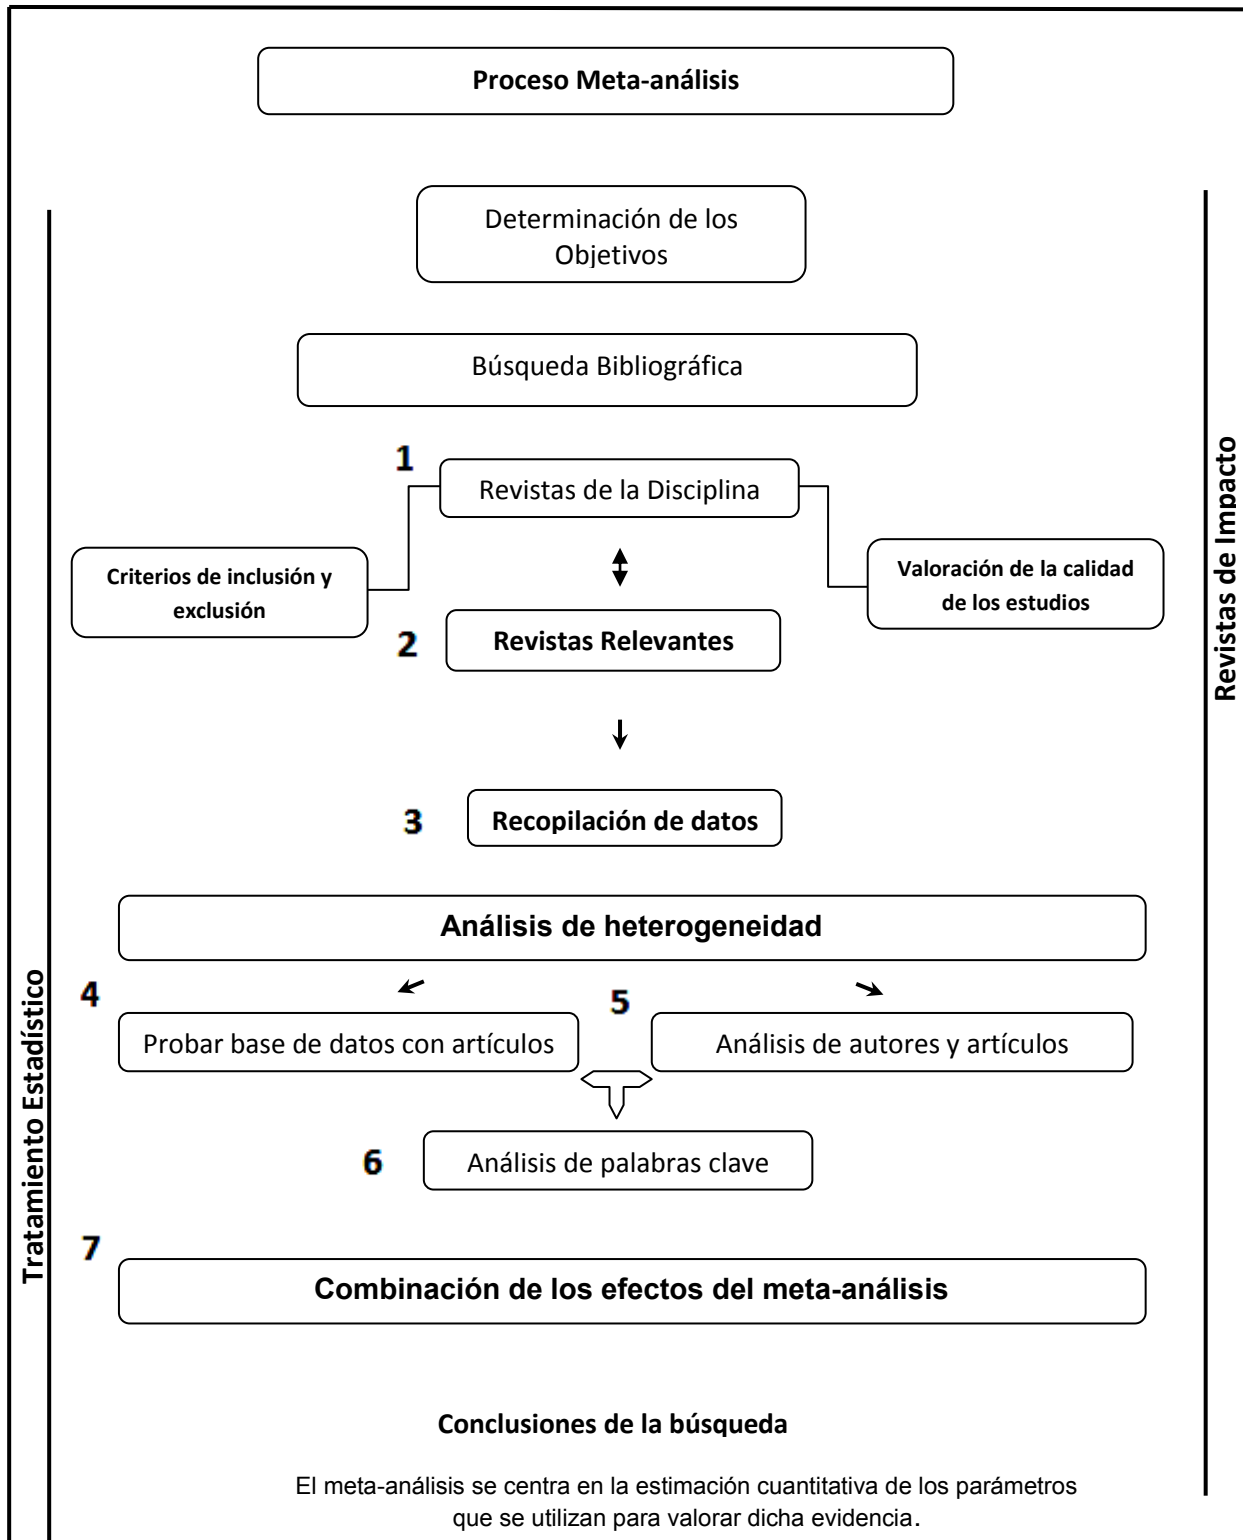 Proceso Meta-análisis
Determinación de los
Objetivos
Búsqueda Bibliográfica
1
Revistas de la Disciplina
Criterios de inclusión y
exclusión
Valoración de la calidad
de los estudios
2
Revistas Relevantes
Revistas de Impacto
3
Recopilación de datos
Análisis de heterogeneidad
4
Probar base de datos con artículos
5
Análisis de autores y artículos
6
Análisis de palabras clave
Tratamiento Estadístico
7
Combinación de los efectos del meta-análisis
Conclusiones de la búsqueda
El meta-análisis se centra en la estimación cuantitativa de los parámetros
que se utilizan para valorar dicha evidencia.